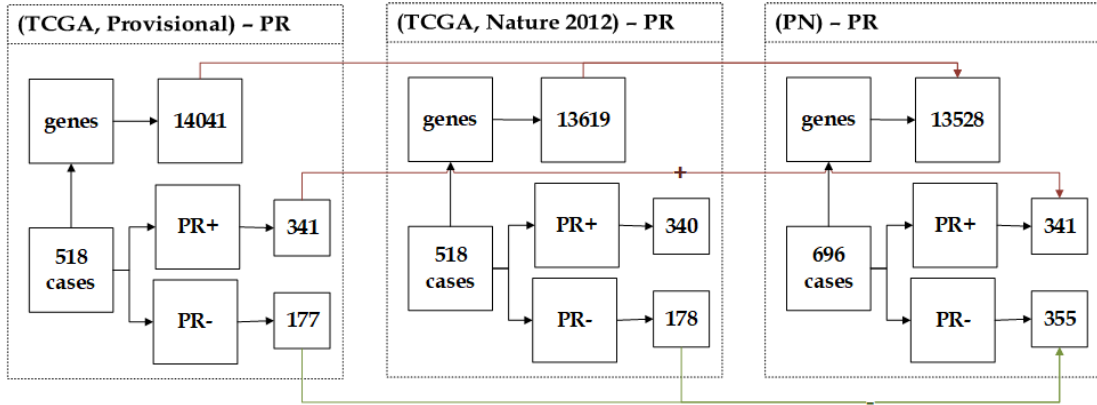 (TCGA, Provisional) – PR
genes
14041
PR+
341
518
cases
PR-
177
(TCGA, Nature 2012) – PR
genes
13619
PR+
340
518
cases
PR-
178
(PN) – PR
genes
13528
PR+
341
696
cases
PR-
355
+
-